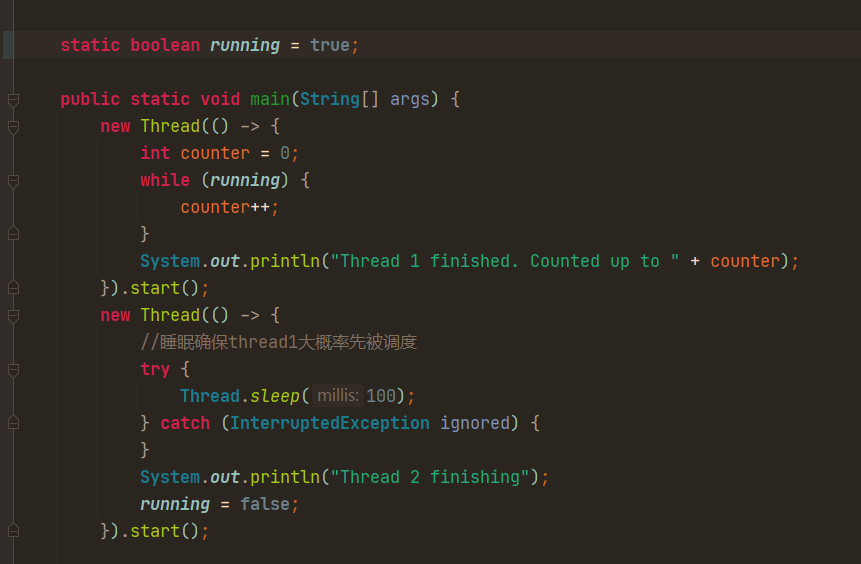 static boolean running = true;
public static void main(String[] args) {
new Thread(() -> {
int counter = 0;
while (running) {
counter++;
}
System.out.println("Thread 1 finished. Counted up to " + counter);
}).start();
new Thread(() -> {
//睡眠确保thread1大概率先被调度
try {
Thread.sleep( millis: 100);
} catch (InterruptedException ignored) {
}
System.out.println("Thread 2 finishing");
running = false;
}).start();